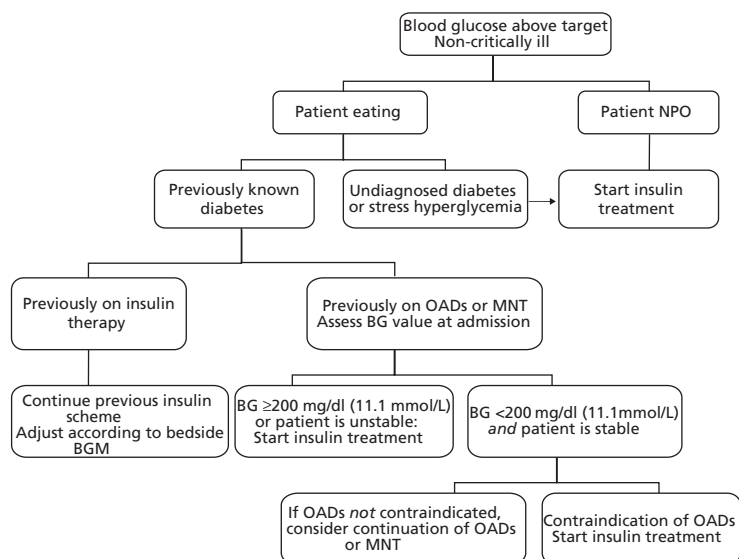 Blood glucose above target
Non-critically ill
Patient eating
Patient NPO
Previously known
diabetes
Undiagnosed diabetes
or stress hyperglycemia
Start insulin
treatment
Previously on insulin
therapy
Previously on OADs or MNT
Assess BG value at admission
Continue previous insulin
scheme
Adjust according to bedside
BGM
BG ≥200 mg/dl (11.1 mmol/L)
or patient is unstable:
Start insulin treatment
BG <200 mg/dl (11.1mmol/L)
and patient is stable
If OADs not contraindicated,
consider continuation of OADs
or MNT
Contraindication of OADs
Start insulin treatment